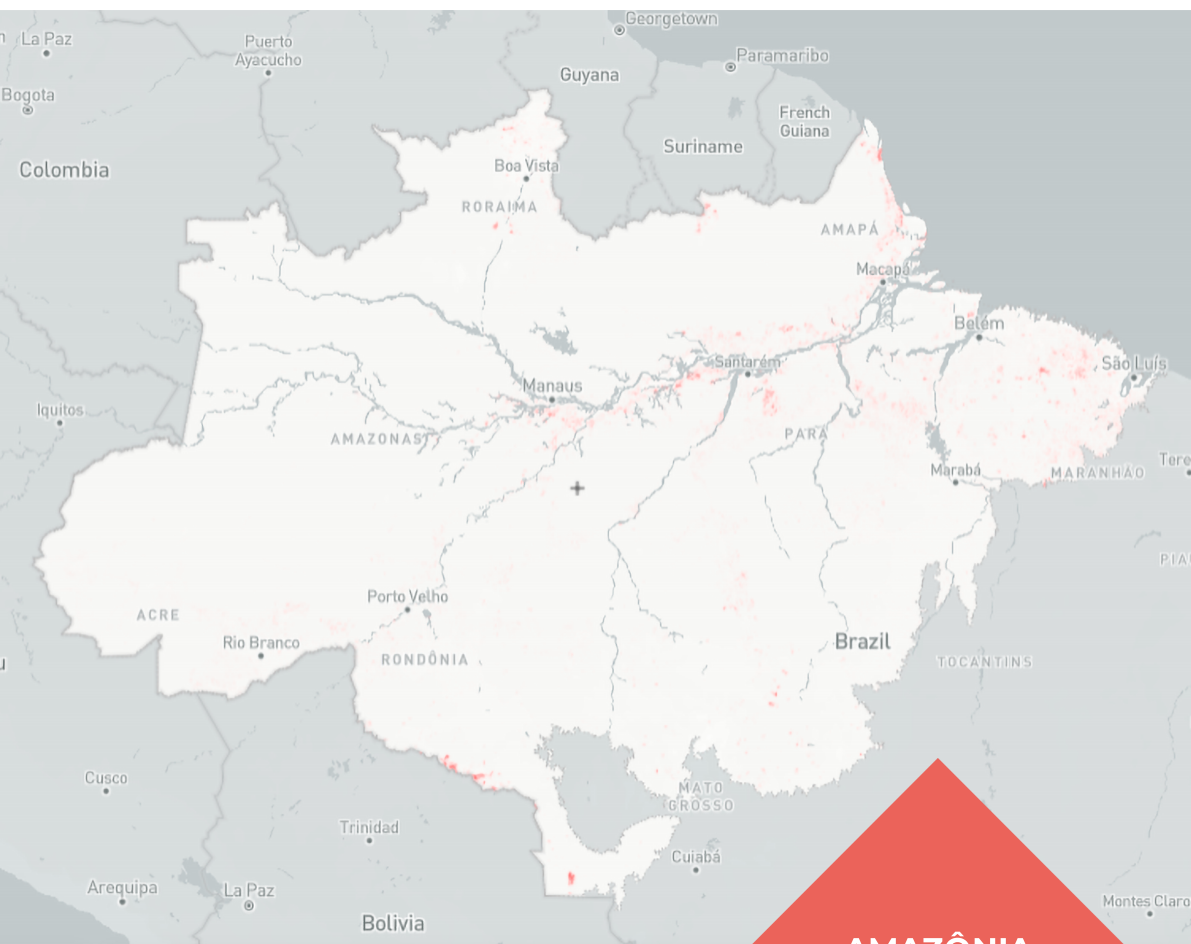 Georgetown
La Paz
Puerto
Ayacucho
Paramaribo
Guyana
Bogota
French
Guiana
Suriname
Colombia
Boa Vista
RORAIMA
AMAPÁ
Macapá
Belém
Santarém
São Luís
Manaus
Iquitos
AMAZONAS
PARÁ
Marabá
MARANHÃO
Porto Velho
ACRE
Rio Branco
Brazil
RONDÔNIA
TOCANTINS
Cusco
MATO
GROSSO
Trinidad
Cuiabá
Arequipa
La Paz
Montes Claro
Bolivia
AMAZÔNIA